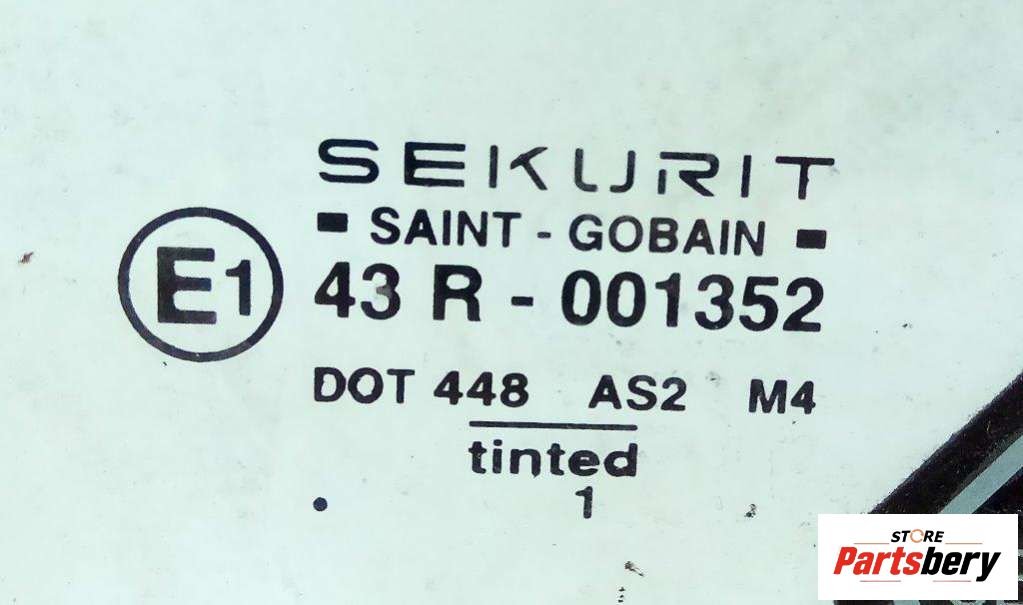 SEKURIT
SAINT - GOBAIN
E1
43 R - 001352
DOT 448 AS2 M4
tinted
1
STORE
Partsbery